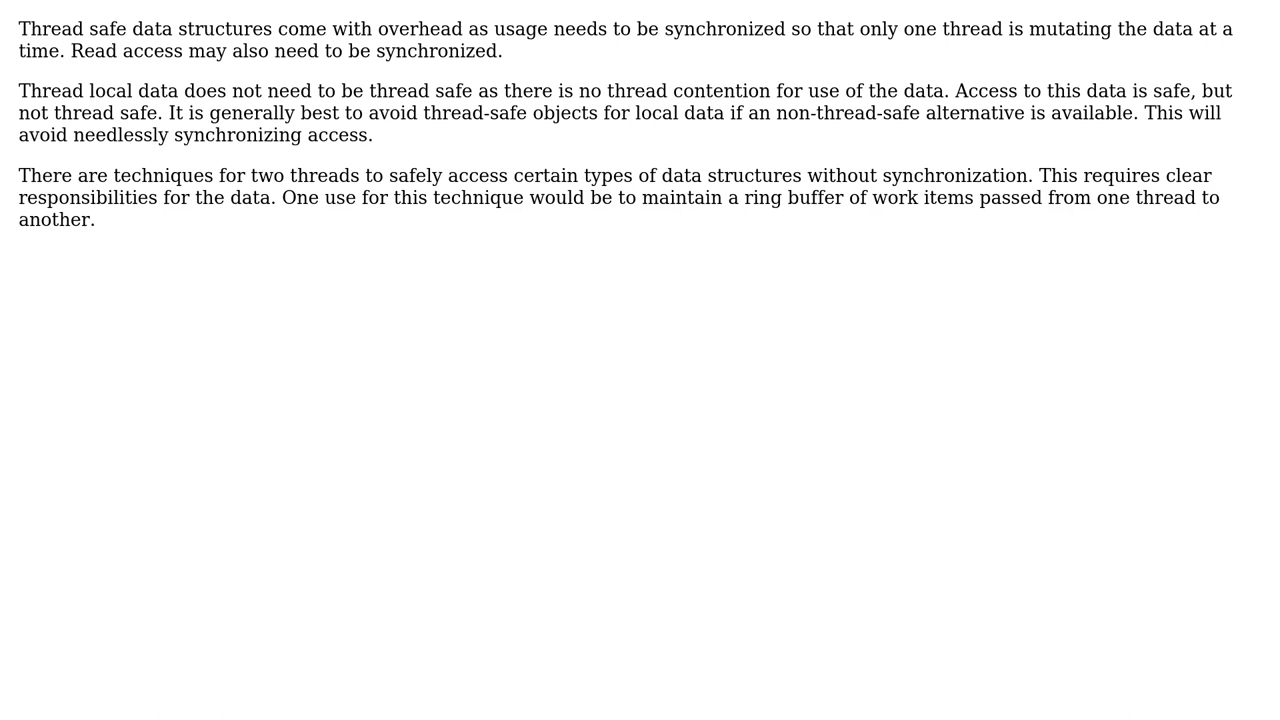 Thread safe data structures come with overhead as usage needs to be synchronized so that only one thread is mutating the data at a
time. Read access may also need to be synchronized.
Thread local data does not need to be thread safe as there is no thread contention for use of the data. Access to this data is safe, but
not thread safe. It is generally best to avoid thread-safe objects for local data if an non-thread-safe alternative is available. This will
avoid needlessly synchronizing access.
There are techniques for two threads to safely access certain types of data structures without synchronization. This requires clear
responsibilities for the data. One use for this technique would be to maintain a ring buffer of work items passed from one thread to
another.